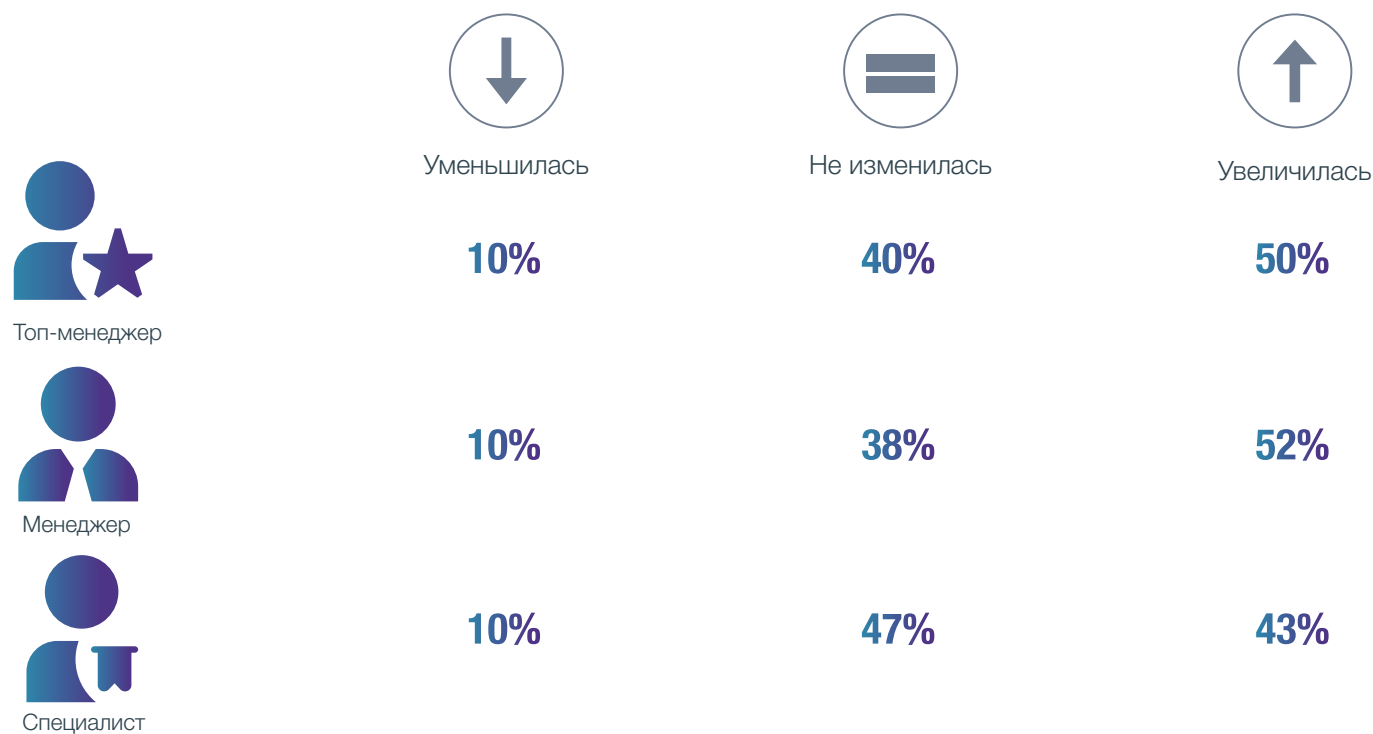 Уменьшилась Не изменилась Увеличилась
10% 40% 50%
Топ-менеджер
10% 38% 52%
Менеджер
10% 47% 43%
Специалист